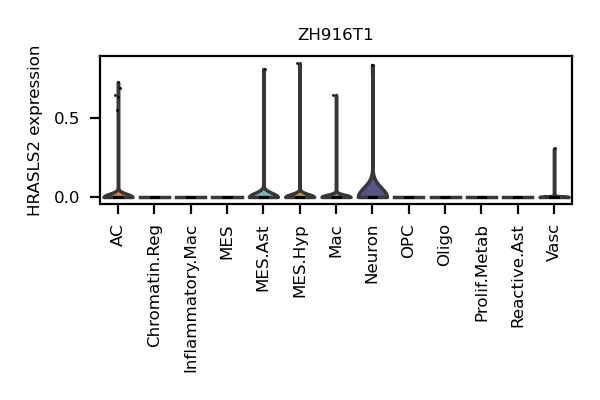 ZH916T1
HRASLS2 expression
0.5
0.0
AC
Chromatin.Reg
Inflammatory.Mac
MES
MES.Ast
MES.Hyp
Mac
Neuron
OPC
Oligo
Prolif.Metab
Reactive.Ast
Vasc